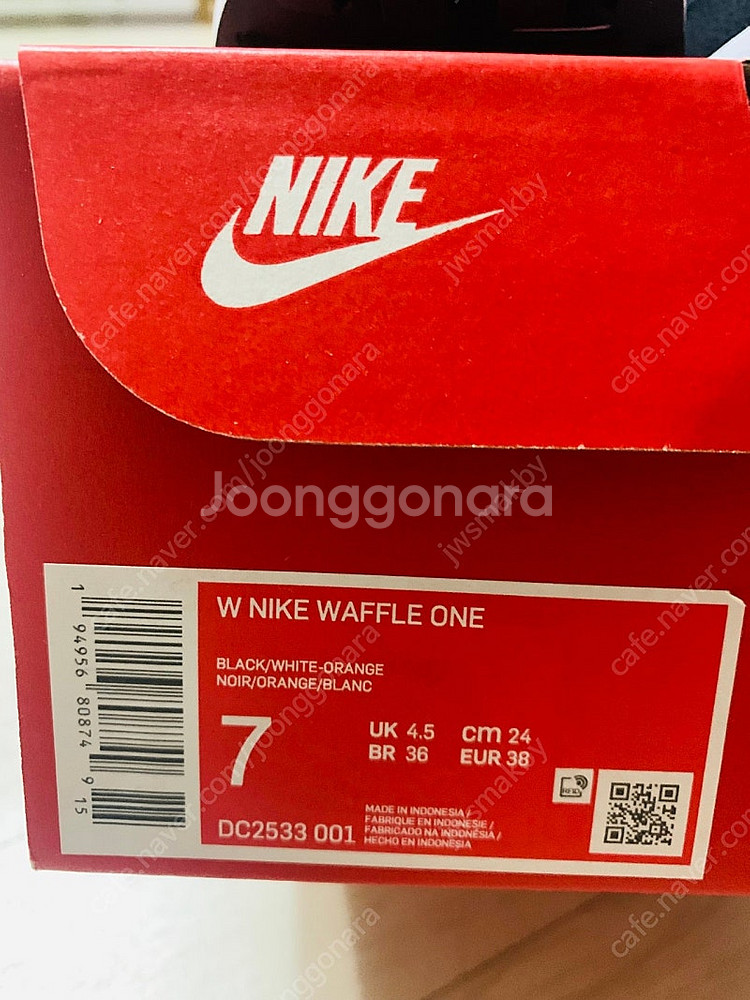 NIKE
Joonggonara
cafe.naver.com/joonggonara
jwsmakby
W NIKE WAFFLE ONE
BLACK/WHITE-ORANGE
NOIR/ORANGE/BLANC
7
UK 4.5 cm 24
BR 36 EUR 38
DC2533 001
MADE IN INDONESIA /
FABRIQUE EN INDONESIE /
FABRICADO NA INDONÉSIA /
HECHO EN INDONESIA
RFID
1 94956 80874 9 15